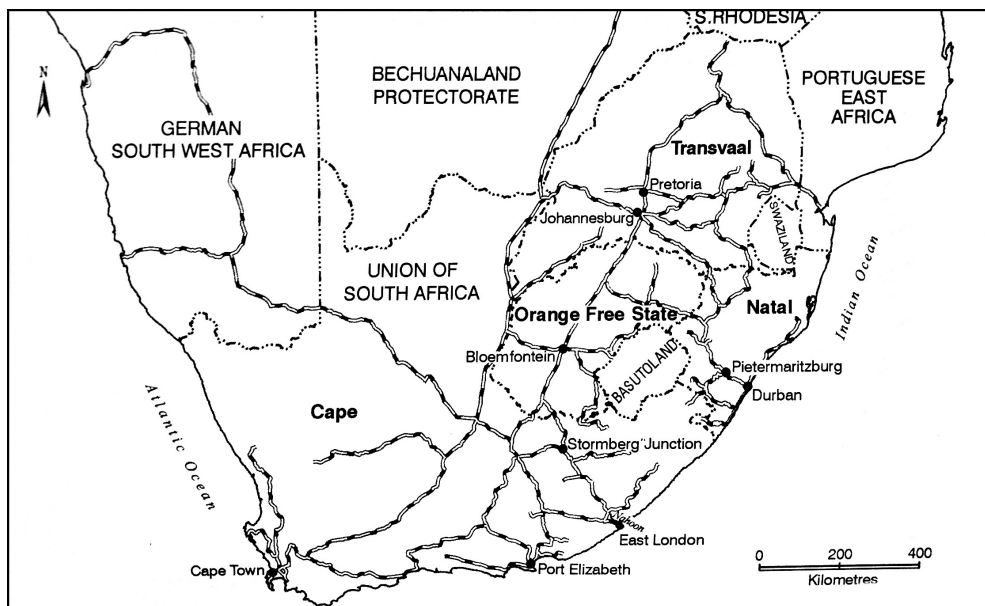 S.RHODESIA
N
BECHUANALAND
PROTECTORATE
PORTUGUESE
EAST
AFRICA
GERMAN
SOUTH WEST AFRICA
Transvaal
Pretoria
Johannesburg
SWAZILAND
UNION OF
SOUTH AFRICA
Indian Ocean
Orange Free State
Natal
Bloemfontein
BASUTOLAND
Pietermaritzburg
Durban
Atlantic Ocean
Cape
Stormberg Junction
Nahoon
East London
Cape Town
Port Elizabeth
0 200 400
Kilometres